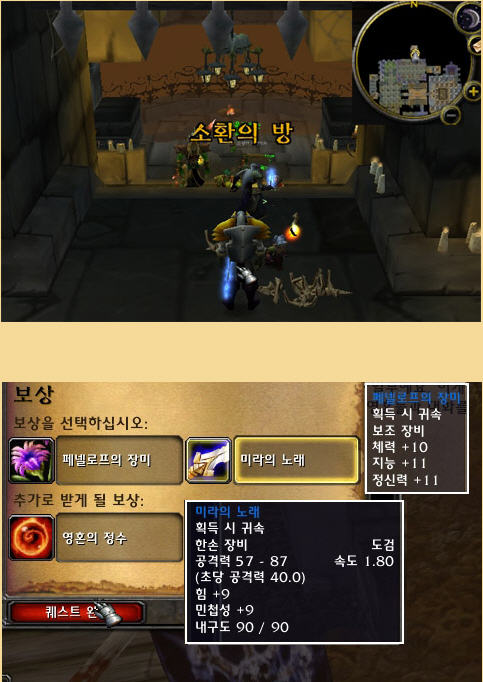 N
소환의 방
보상
보상을 선택하십시오:
페넬로프의 장미
미라의 노래
추가로 받게 될 보상:
영혼의 정수
퀘스트 완
페넬로프의 장미
획득 시 귀속
보조 장비
체력 +10
지능 +11
정신력 +11
미라의 노래
획득 시 귀속
한손 장비 도검
공격력 57 - 87 속도 1.80
(초당 공격력 40.0)
힘 +9
민첩성 +9
내구도 90 / 90